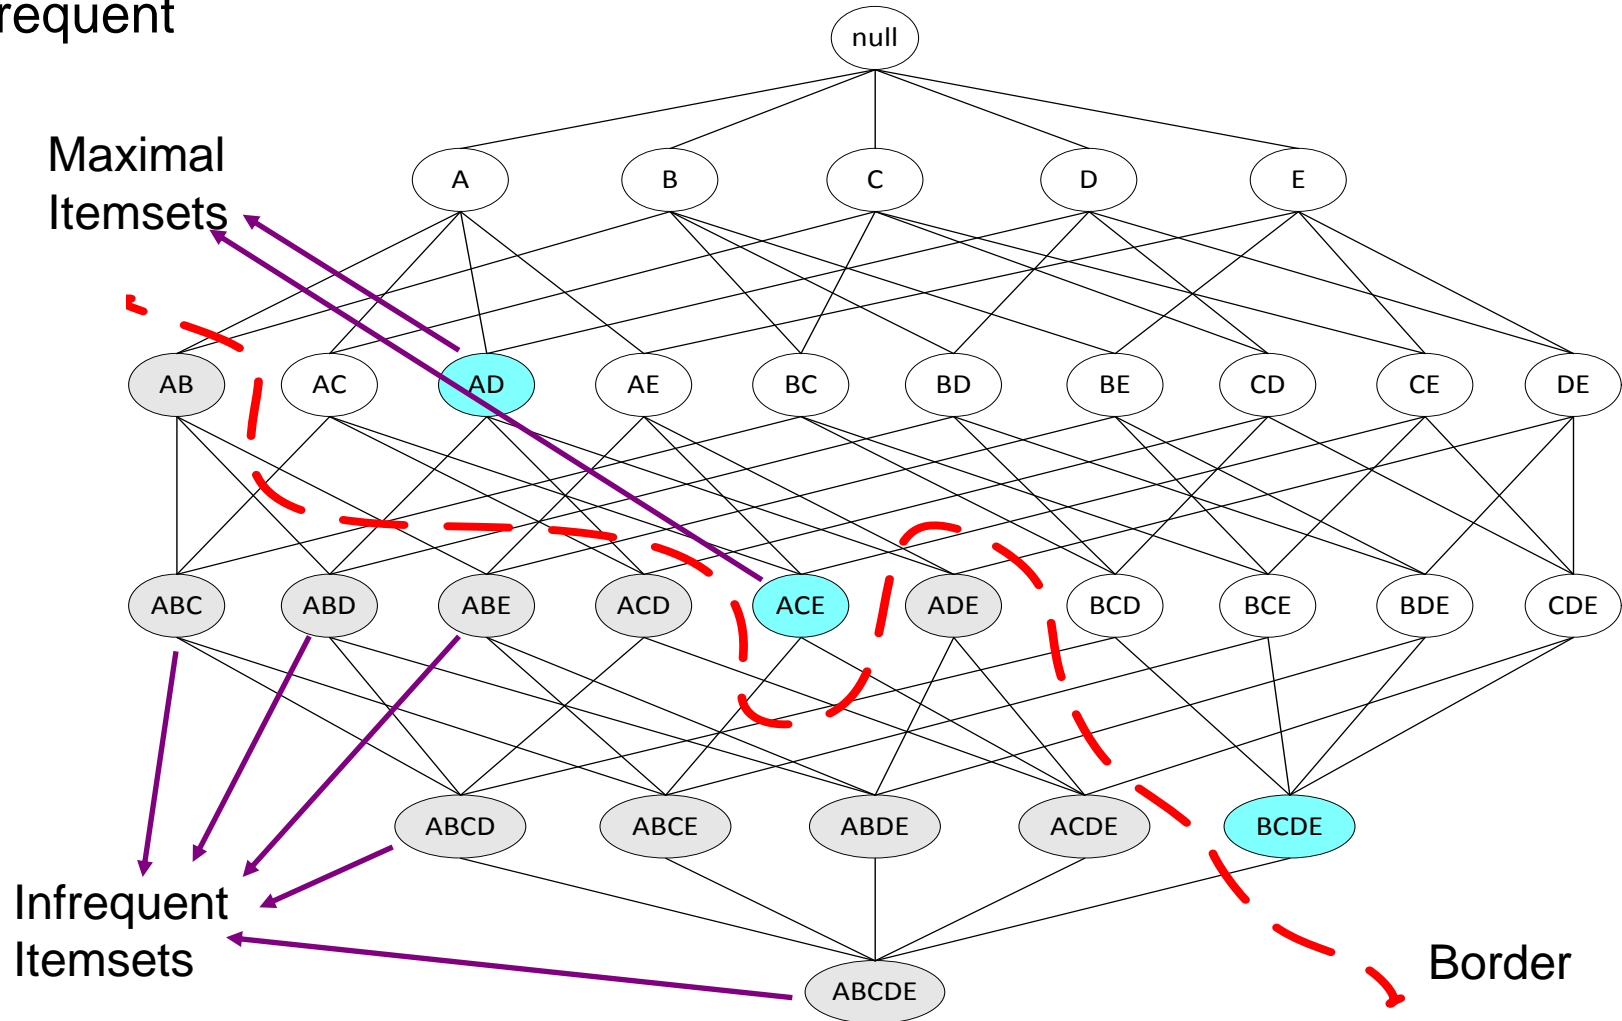 requent
null
Maximal
Itemsets
A B C D E
AB AC AD AE BC BD BE CD CE DE
ABC ABD ABE ACD ACE ADE BCD BCE BDE CDE
ABCD ABCE ABDE ACDE BCDE
Infrequent
Itemsets
Border
ABCDE